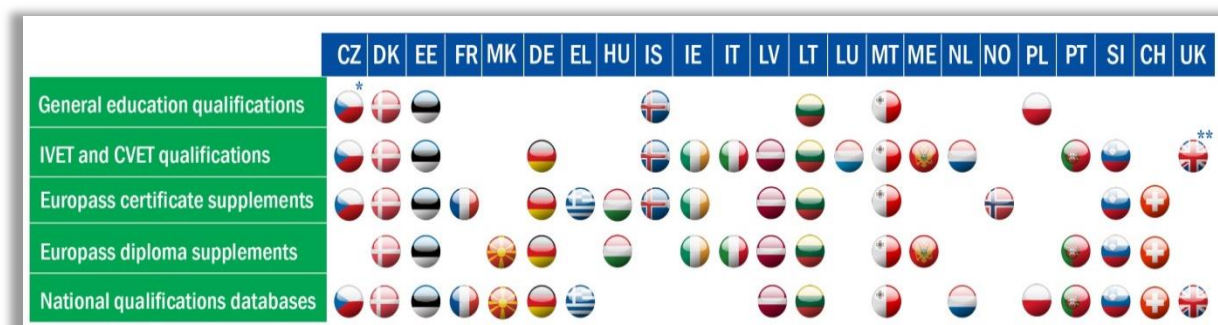 CZ DK EE FR MK DE EL HU IS IE IT LV LT LU MT ME NL NO PL PT SI CH UK
*
General education qualifications
**
IVET and CVET qualifications
Europass certificate supplements
Europass diploma supplements
National qualifications databases